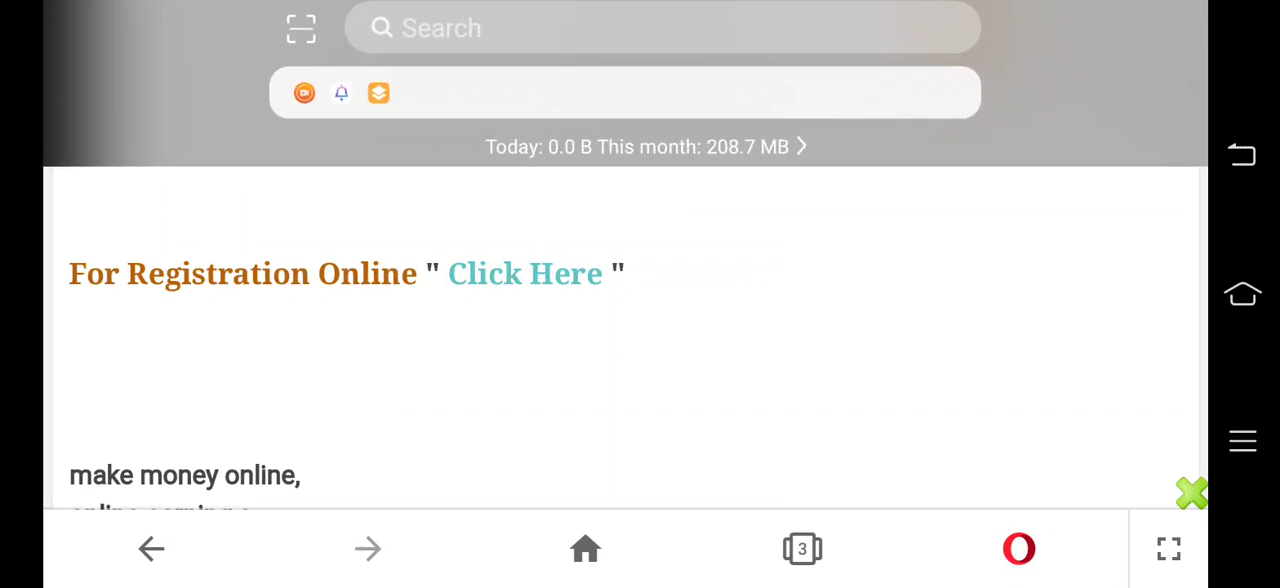 Search
Today: 0.0 B This month: 208.7 MB
For Registration Online " Click Here "
make money online,
3